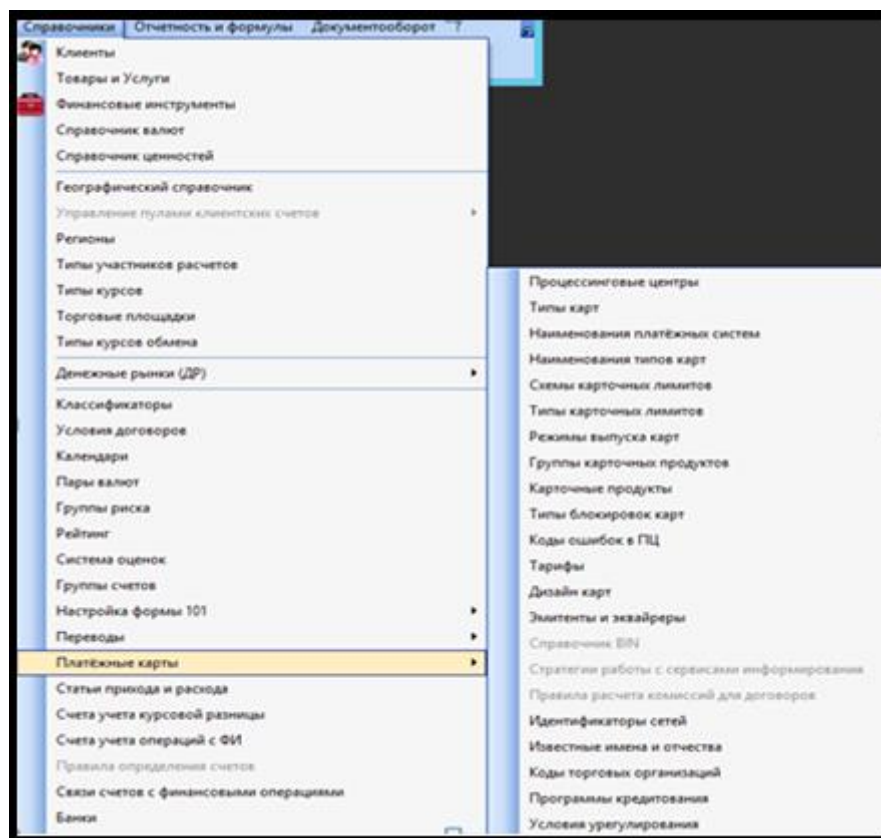 Справочники Отчетность и формулы Документооборот ?
Клиенты
Товары и Услуги
Финансовые инструменты
Справочник валют
Справочник ценностей
Географический справочник
Управление пулами клиентских счетов
Регионы
Типы участников расчетов
Типы курсов
Торговые площадки
Типы курсов обмена
Денежные рынки (ДР)
Классификаторы
Условия договоров
Календари
Пары валют
Группы риска
Рейтинг
Система оценок
Группы счетов
Настройка формы 101
Переводы
Платёжные карты
Статьи прихода и расхода
Счета учета курсовой разницы
Счета учета операций с ФИ
Правила определения счетов
Связи счетов с финансовыми операциями
Банки
Процессинговые центры
Типы карт
Наименования платёжных систем
Наименования типов карт
Схемы карточных лимитов
Типы карточных лимитов
Режимы выпуска карт
Группы карточных продуктов
Карточные продукты
Типы блокировок карт
Коды ошибок в ПЦ
Тарифы
Дизайн карт
Эмитенты и эквайреры
Справочник BIN
Стратегии работы с сервисами информирования
Правила расчета комиссий для договоров
Идентификаторы сетей
Известные имена и отчества
Коды торговых организаций
Программы кредитования
Условия урегулирования